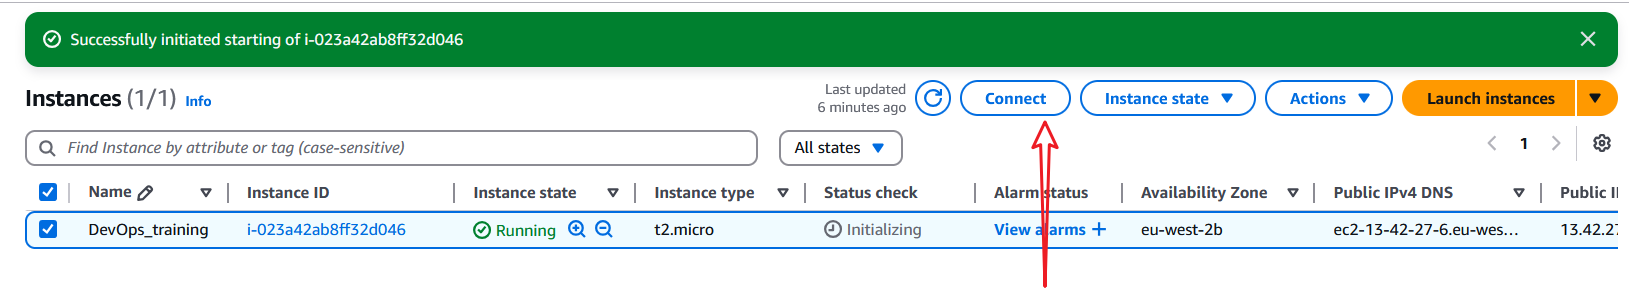 Successfully initiated starting of i-023a42ab8ff32d046
Instances (1/1) Info
Last updated
6 minutes ago
Connect
Instance state
Actions
Launch instances
Find Instance by attribute or tag (case-sensitive)
All states
1
Name Instance ID Instance state Instance type Status check Alarm status Availability Zone Public IPv4 DNS Public
DevOps_training i-023a42ab8ff32d046 Running t2.micro Initializing View alarms + eu-west-2b ec2-13-42-27-6.eu-wes... 13.42.27